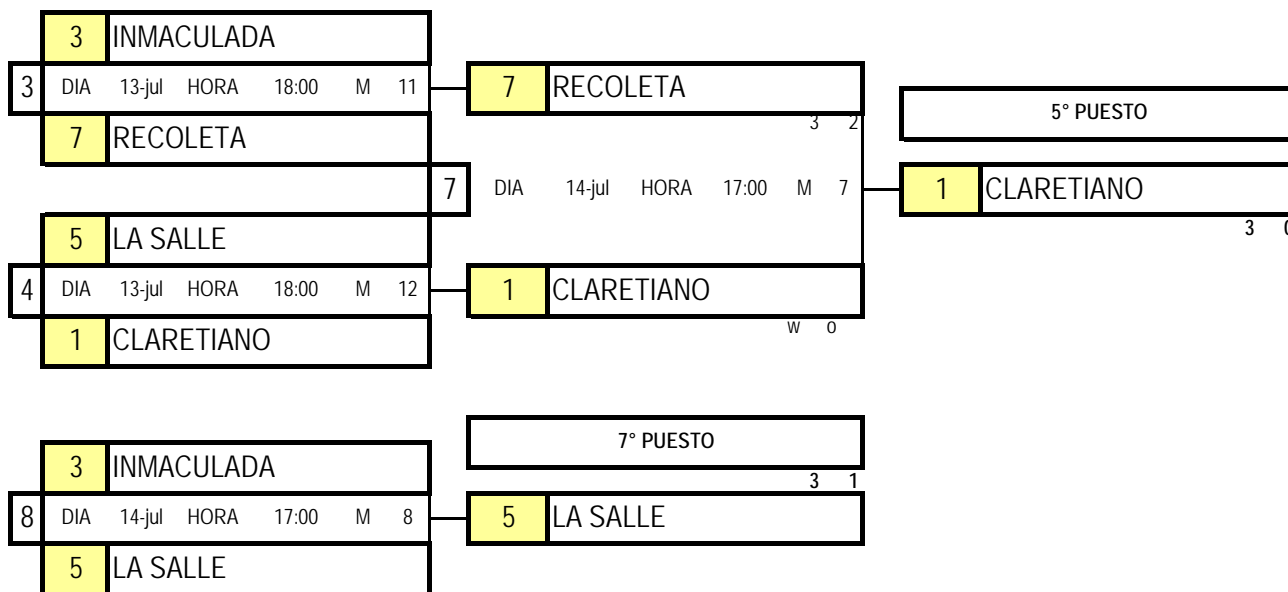 3 INMACULADA
3 DIA 13-jul HORA 18:00 M 11
7 RECOLETA
7 RECOLETA
3 2
5° PUESTO
7 DIA 14-jul HORA 17:00 M 7
1 CLARETIANO
3 0
5 LA SALLE
4 DIA 13-jul HORA 18:00 M 12
1 CLARETIANO
1 CLARETIANO
W O
3 INMACULADA
7° PUESTO
3 1
8 DIA 14-jul HORA 17:00 M 8
5 LA SALLE
5 LA SALLE